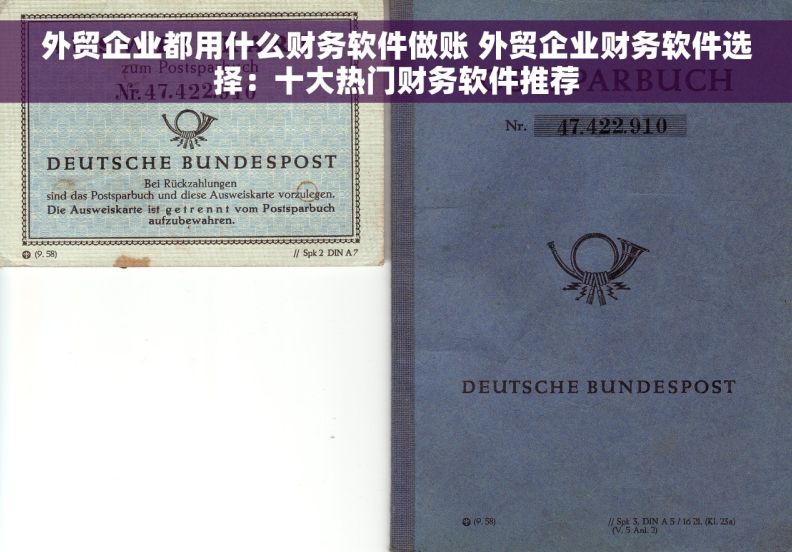 外贸企业都用什么财务软件做账 外贸企业财务软件选
择：十大热门财务软件推荐
zum Postsparbuch
Nr. 47.422.910
DEUTSCHE BUNDESPOST
Bei Rückzahlungen
sind das Postsparbuch und diese Ausweiskarte vorzulegen.
Die Ausweiskarte ist getrennt vom Postsparbuch
aufzubewahren.
(9. 58)
// Spk 2 DIN A 7
POSTSPARBUCH
Nr. 47.422.910
DEUTSCHE BUNDESPOST
(9. 58)
// Spk 3, DIN A 5 / 16 Bl. (Kl. 23a)
(V, 5 Anl. 2)